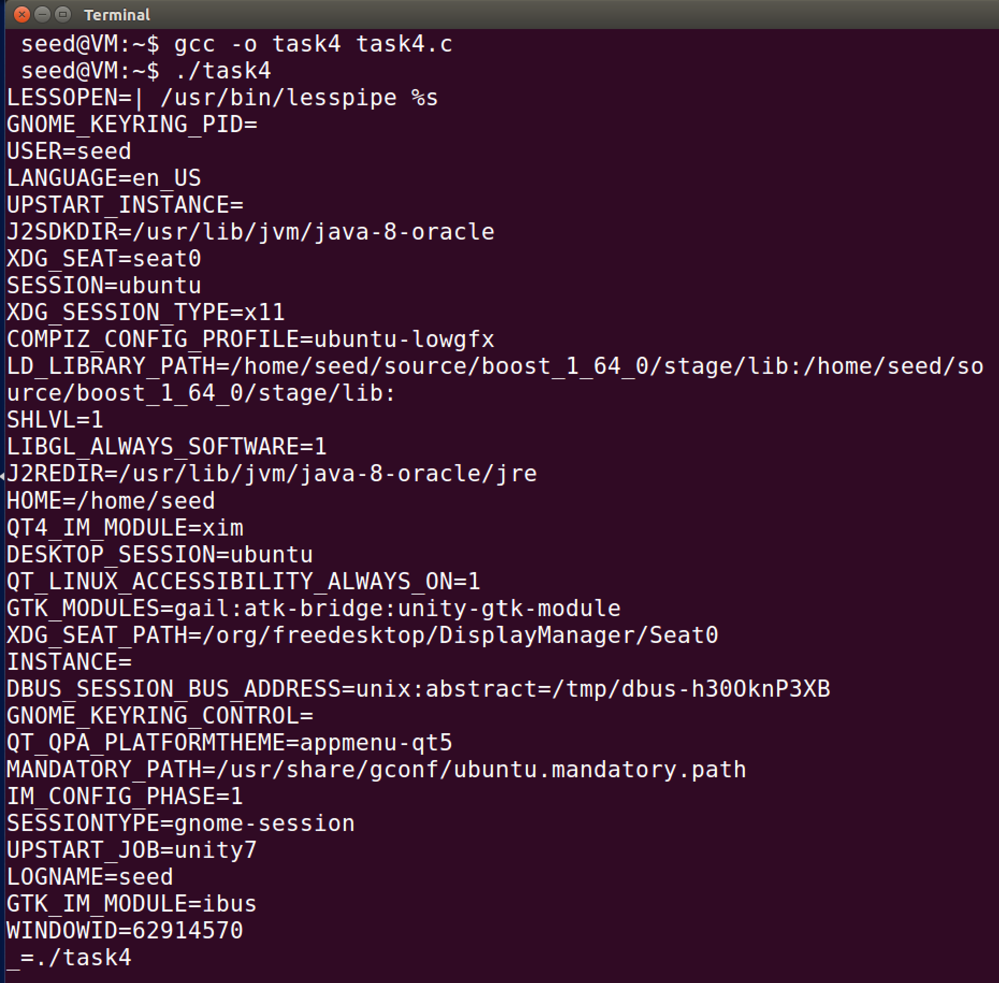 Terminal
seed@VM:~$ gcc -o task4 task4.c
seed@VM:~$ ./task4
LESSOPEN=| /usr/bin/lesspipe %s
GNOME_KEYRING_PID=
USER=seed
LANGUAGE=en_US
UPSTART_INSTANCE=
J2SDKDIR=/usr/lib/jvm/java-8-oracle
XDG_SEAT=seat0
SESSION=ubuntu
XDG_SESSION_TYPE=x11
COMPIZ_CONFIG_PROFILE=ubuntu-lowgfx
LD_LIBRARY_PATH=/home/seed/source/boost_1_64_0/stage/lib:/home/seed/so
urce/boost_1_64_0/stage/lib:
SHLVL=1
LIBGL_ALWAYS_SOFTWARE=1
J2REDIR=/usr/lib/jvm/java-8-oracle/jre
HOME=/home/seed
QT4_IM_MODULE=xim
DESKTOP_SESSION=ubuntu
QT_LINUX_ACCESSIBILITY_ALWAYS_ON=1
GTK_MODULES=gail:atk-bridge:unity-gtk-module
XDG_SEAT_PATH=/org/freedesktop/DisplayManager/Seat0
INSTANCE=
DBUS_SESSION_BUS_ADDRESS=unix:abstract=/tmp/dbus-h30OknP3XB
GNOME_KEYRING_CONTROL=
QT_QPA_PLATFORMTHEME=appmenu-qt5
MANDATORY_PATH=/usr/share/gconf/ubuntu.mandatory.path
IM_CONFIG_PHASE=1
SESSIONTYPE=gnome-session
UPSTART_JOB=unity7
LOGNAME=seed
GTK_IM_MODULE=ibus
WINDOWID=62914570
_=./task4